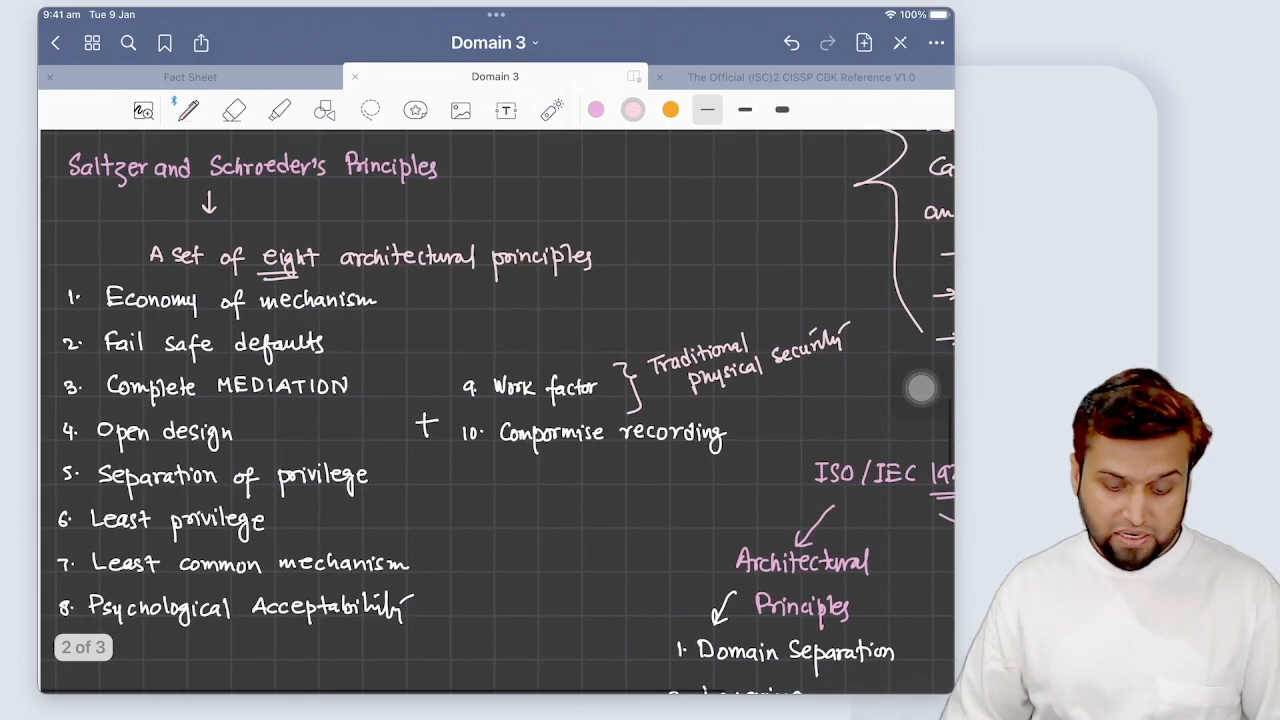 9:41 am Tue 9 Jan
100%
Domain 3
Fact Sheet
Domain 3
The Official (ISC)2 CISSP CBK Reference V1.0
Saltzer and Schroeder's Principles
A set of eight architectural principles
1. Economy of mechanism
2. Fail safe defaults
3. Complete MEDIATION
4. Open design
5. Separation of privilege
6. Least privilege
7. Least common mechanism
8. Psychological Acceptability
+
9. Work factor
10. Compormise recording
Traditional
physical security
Ca
an
ISO/IEC 19
Architectural
Principles
1. Domain Separation
2 of 3